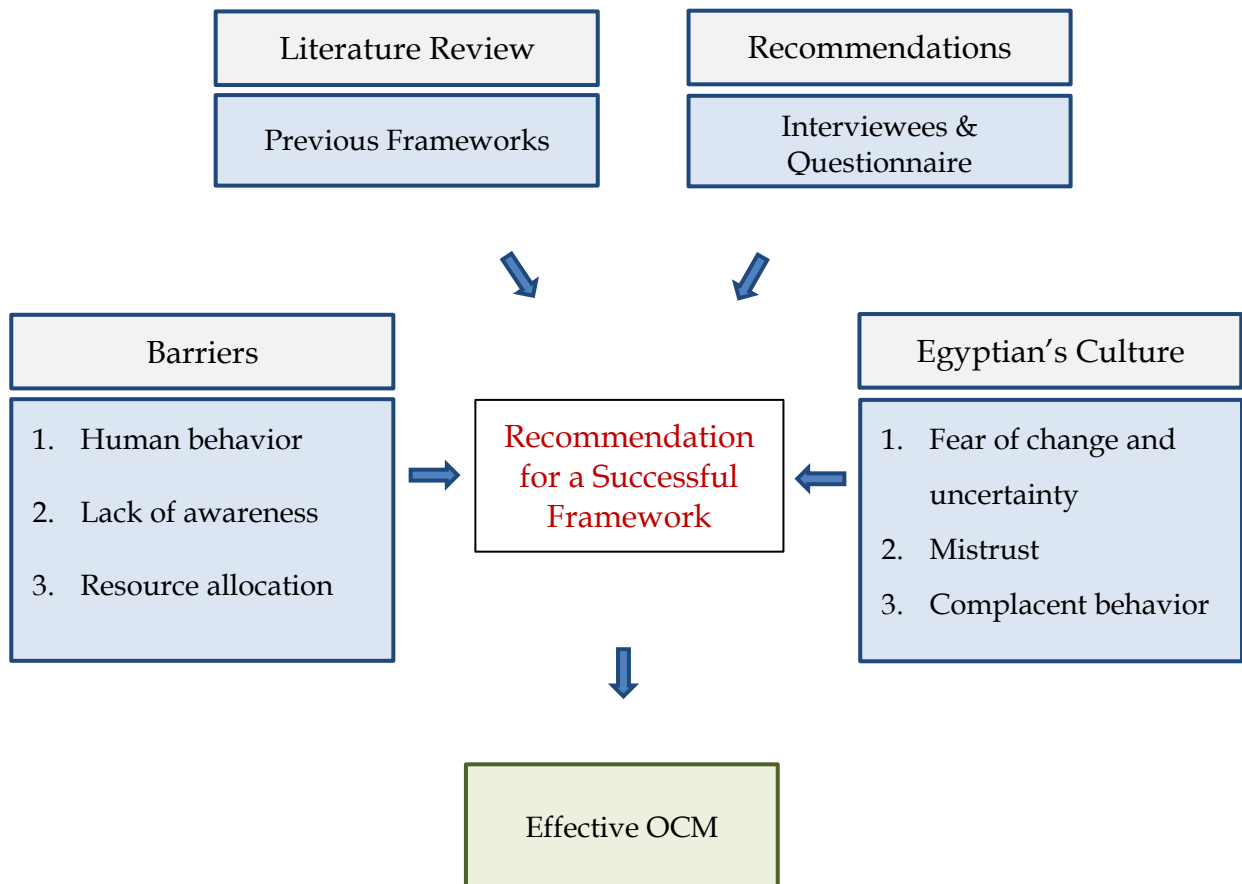 Literature Review
Previous Frameworks
Recommendations
Interviewees &
Questionnaire
Barriers
1. Human behavior
2. Lack of awareness
3. Resource allocation
Recommendation
for a Successful
Framework
Egyptian’s Culture
1. Fear of change and
uncertainty
2. Mistrust
3. Complacent behavior
Effective OCM